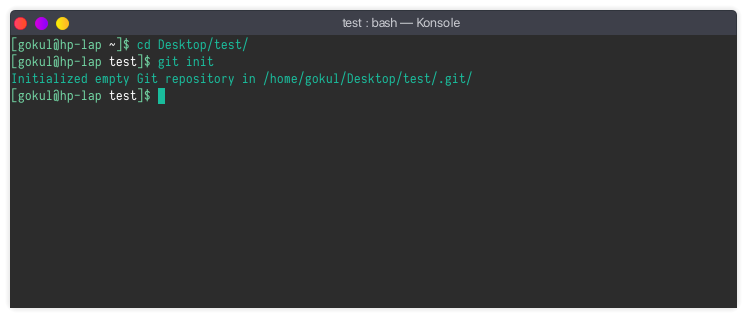 test : bash — Konsole
[gokul@hp-lap ~]$ cd Desktop/test/
[gokul@hp-lap test]$ git init
Initialized empty Git repository in /home/gokul/Desktop/test/.git/
[gokul@hp-lap test]$